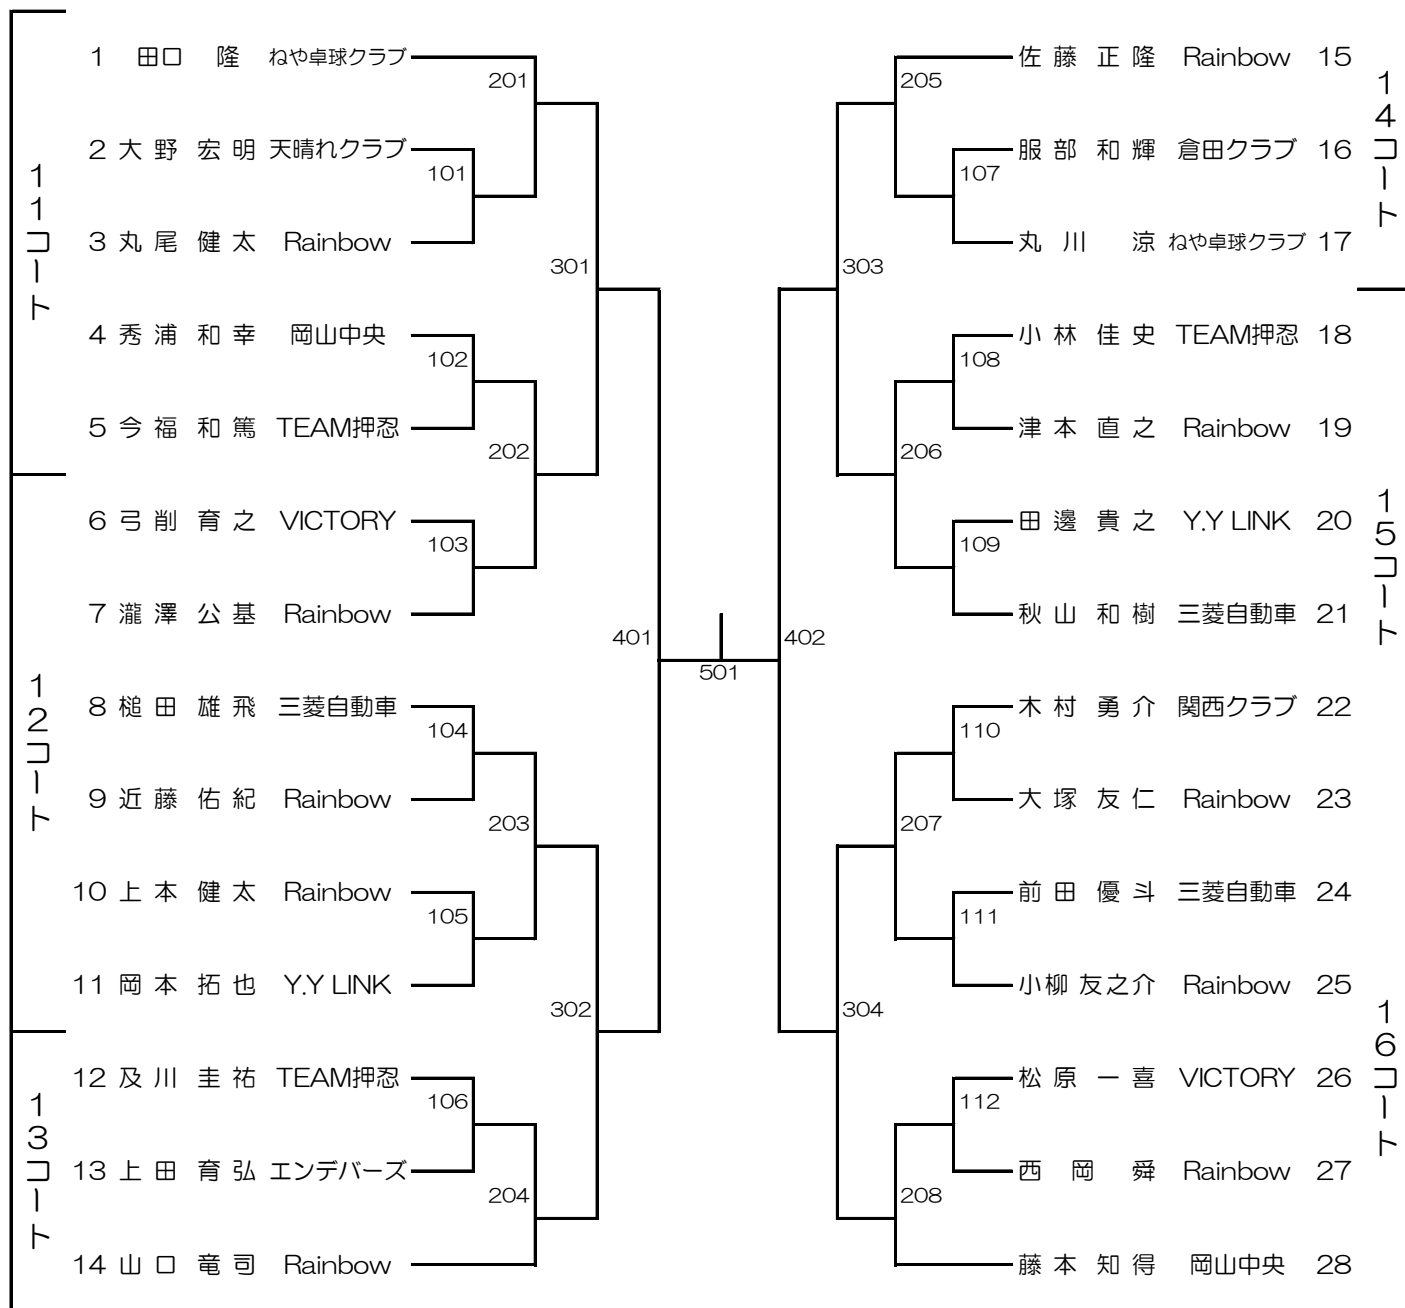 11コート
1 田口 隆 ねや卓球クラブ
201
2 大野 宏明 天晴れクラブ
101
3 丸尾 健太 Rainbow
301
4 秀浦 和幸 岡山中央
102
5 今福 和篤 TEAM押忍
202
12コート
6 弓削 育之 VICTORY
103
7 瀧澤 公基 Rainbow
401
8 槌田 雄飛 三菱自動車
104
9 近藤 佑紀 Rainbow
203
10 上本 健太 Rainbow
105
11 岡本 拓也 Y.Y LINK
302
13コート
12 及川 圭祐 TEAM押忍
106
13 上田 育弘 エンデバーズ
204
14 山口 竜司 Rainbow
501
14コート
佐藤 正隆 Rainbow 15
205
服部 和輝 倉田クラブ 16
107
丸川 涼 ねや卓球クラブ 17
303
15コート
小林 佳史 TEAM押忍 18
108
津本 直之 Rainbow 19
206
田邊 貴之 Y.Y LINK 20
109
秋山 和樹 三菱自動車 21
402
木村 勇介 関西クラブ 22
110
大塚 友仁 Rainbow 23
207
16コート
前田 優斗 三菱自動車 24
111
小柳 友之介 Rainbow 25
304
松原 一喜 VICTORY 26
112
西岡 舜 Rainbow 27
208
藤本 知得 岡山中央 28